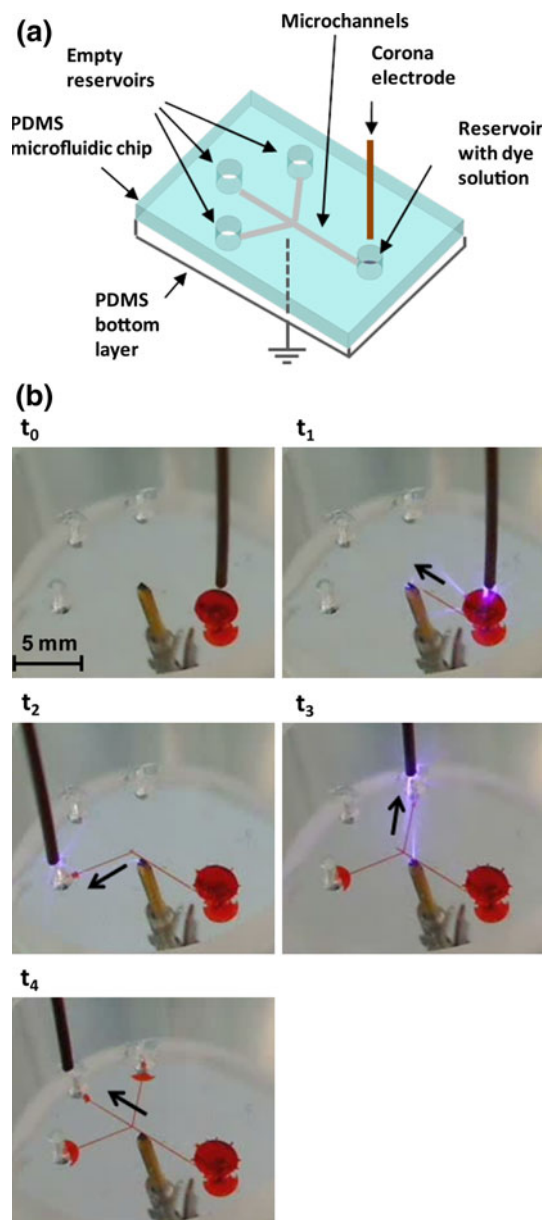 (a)
Microchannels
Empty
reservoirs
Corona
electrode
PDMS
microfluidic chip
Reservoir
with dye
solution
PDMS
bottom
layer
(b)
t₀
t₁
5 mm
t₂
t₃
t₄